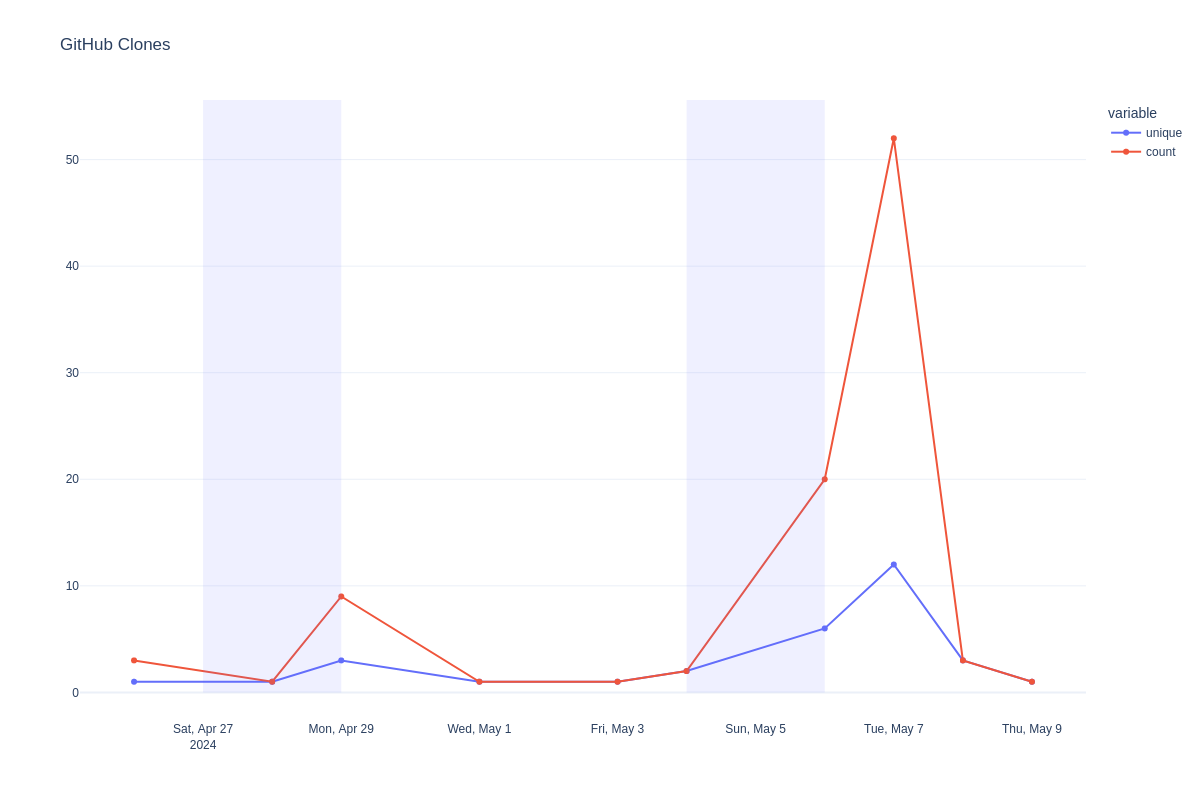 GitHub Clones
variable
unique
count
50
40
30
20
10
0
Sat, Apr 27
2024
Mon, Apr 29
Wed, May 1
Fri, May 3
Sun, May 5
Tue, May 7
Thu, May 9